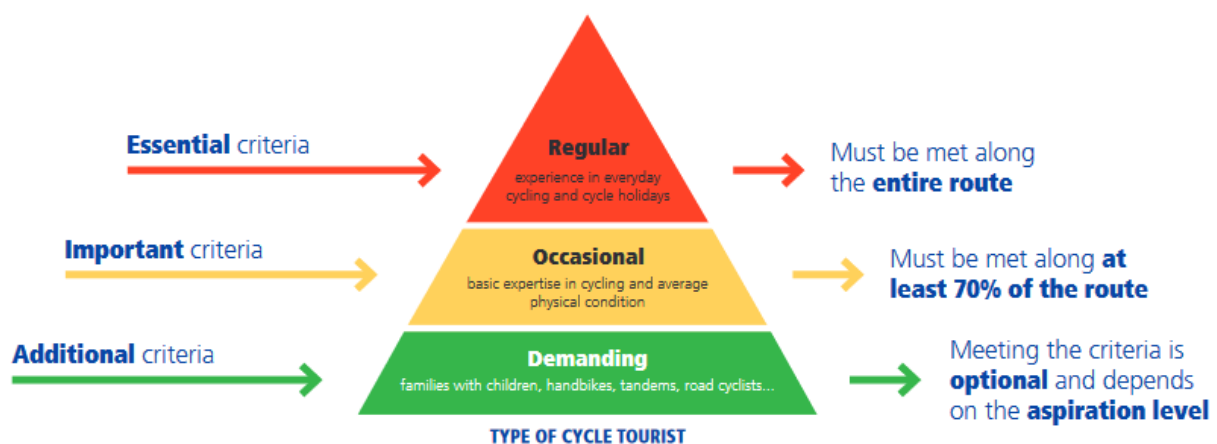 Essential criteria
Regular
experience in everyday
cycling and cycle holidays
Must be met along
the entire route
Important criteria
Occasional
basic expertise in cycling and average
physical condition
Must be met along at
least 70% of the route
Additional criteria
Demanding
families with children, handbikes, tandems, road cyclists...
Meeting the criteria is
optional and depends
on the aspiration level
TYPE OF CYCLE TOURIST